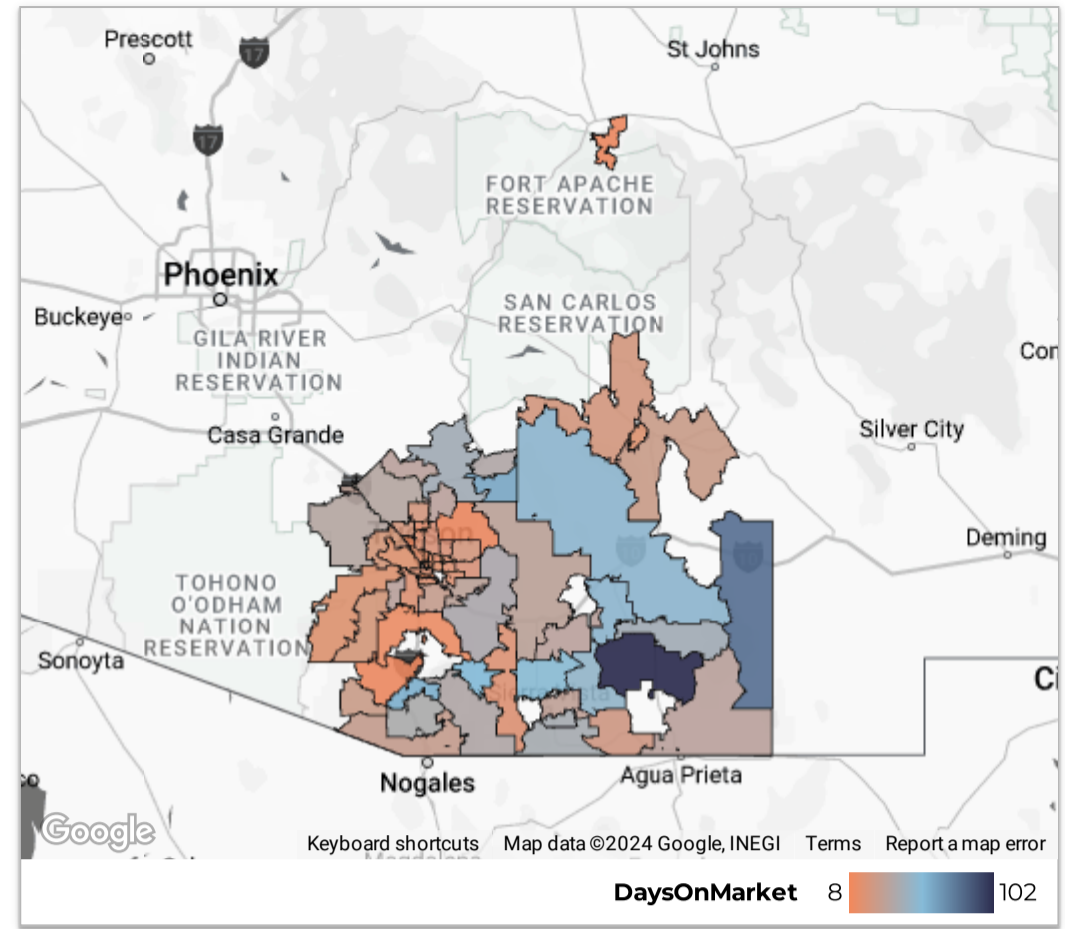 Prescott
17
St Johns
17
FORT APACHE
RESERVATION
Phoenix
SAN CARLOS
RESERVATION
Buckeye
GILA RIVER
INDIAN
RESERVATION
Casa Grande
Silver City
Deming
TOHONO
O'ODHAM
NATION
RESERVATION
Sonoyta
Sierra Vista
Nogales
Agua Prieta
Google
Keyboard shortcuts
Map data ©2024 Google, INEGI
Terms
Report a map error
DaysOnMarket
8
102